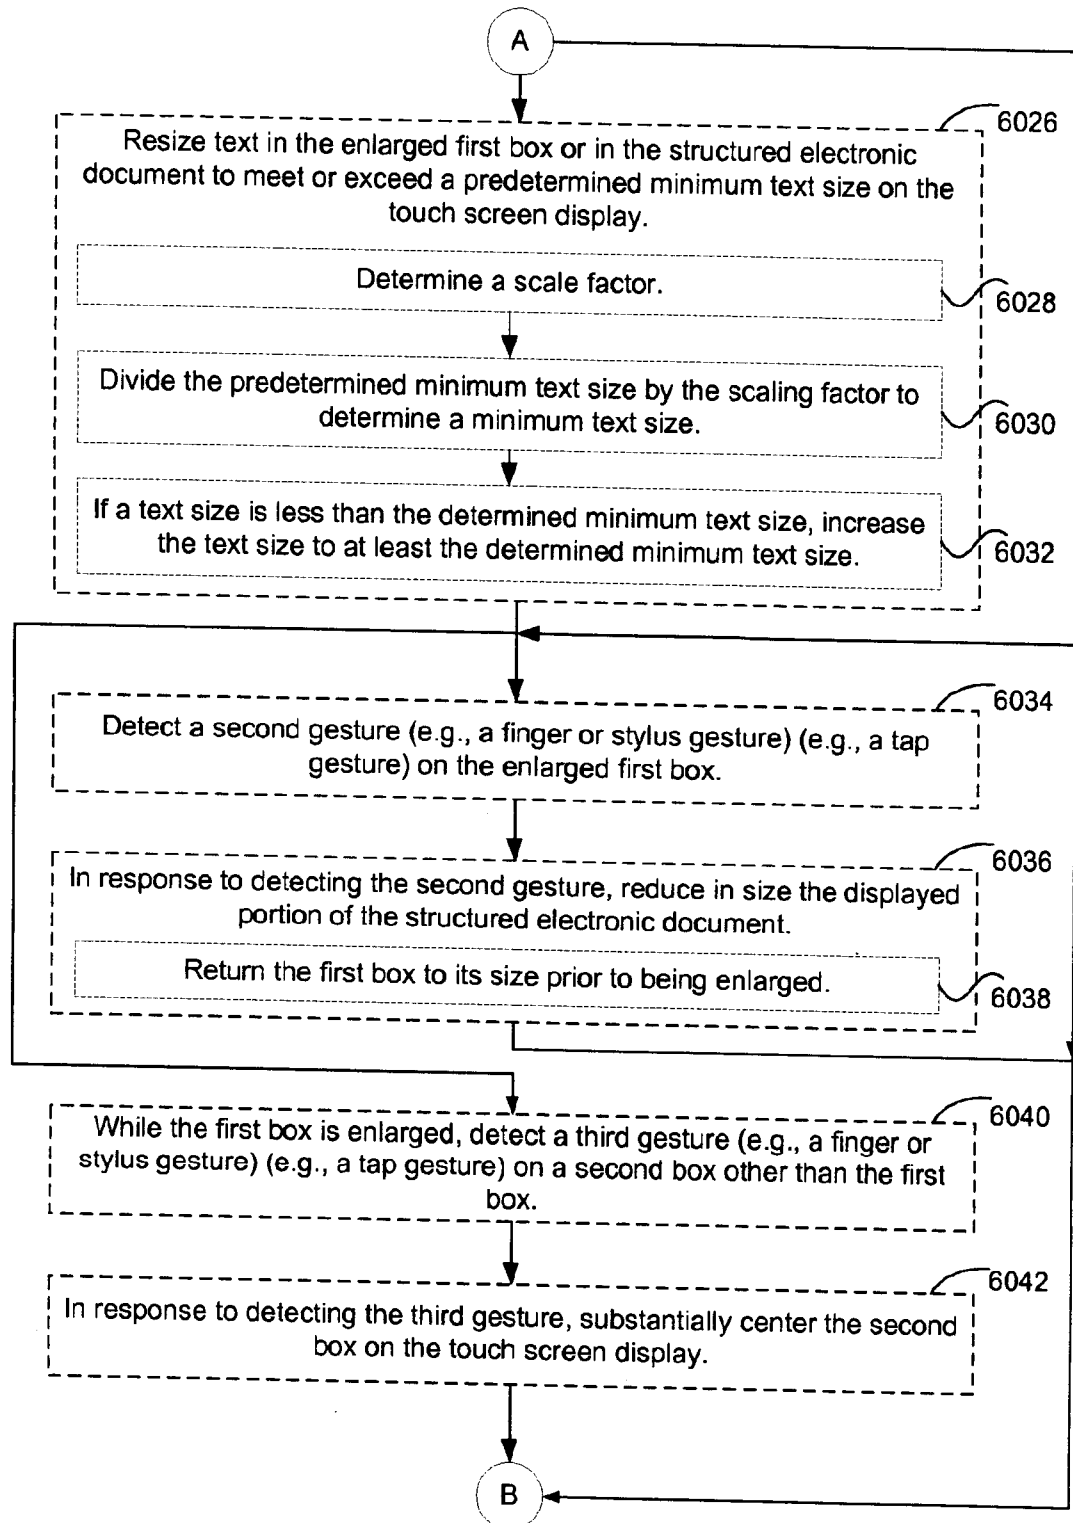 A
6026
Resize text in the enlarged first box or in the structured electronic
document to meet or exceed a predetermined minimum text size on the
touch screen display.
Determine a scale factor.
6028
Divide the predetermined minimum text size by the scaling factor to
determine a minimum text size.
6030
If a text size is less than the determined minimum text size, increase
the text size to at least the determined minimum text size.
6032
6034
Detect a second gesture (e.g., a finger or stylus gesture) (e.g., a tap
gesture) on the enlarged first box.
6036
In response to detecting the second gesture, reduce in size the displayed
portion of the structured electronic document.
Return the first box to its size prior to being enlarged.
6038
6040
While the first box is enlarged, detect a third gesture (e.g., a finger or
stylus gesture) (e.g., a tap gesture) on a second box other than the first
box.
6042
In response to detecting the third gesture, substantially center the second
box on the touch screen display.
B